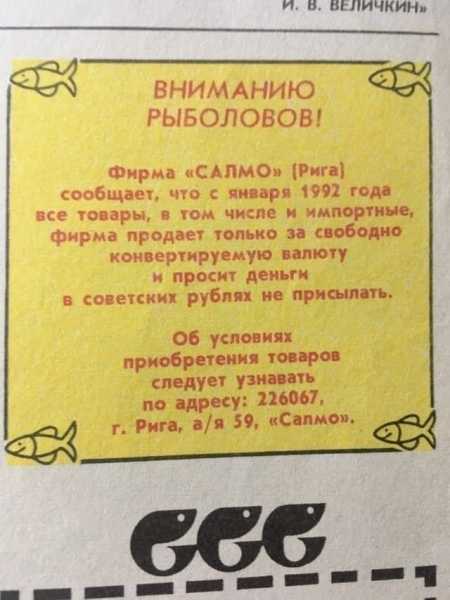 И. В. ВЕЛИЧКИН»
ВНИМАНИЮ
РЫБОЛОВОВ!
Фирма «САЛМО» (Рига)
сообщает, что с января 1992 года
все товары, в том числе и импортные,
фирма продает только за свободно
конвертируемую валюту
и просит деньги
в советских рублях не присылать.
Об условиях
приобретения товаров
следует узнавать
по адресу: 226067,
г. Рига, а/я 59, «Салмо».